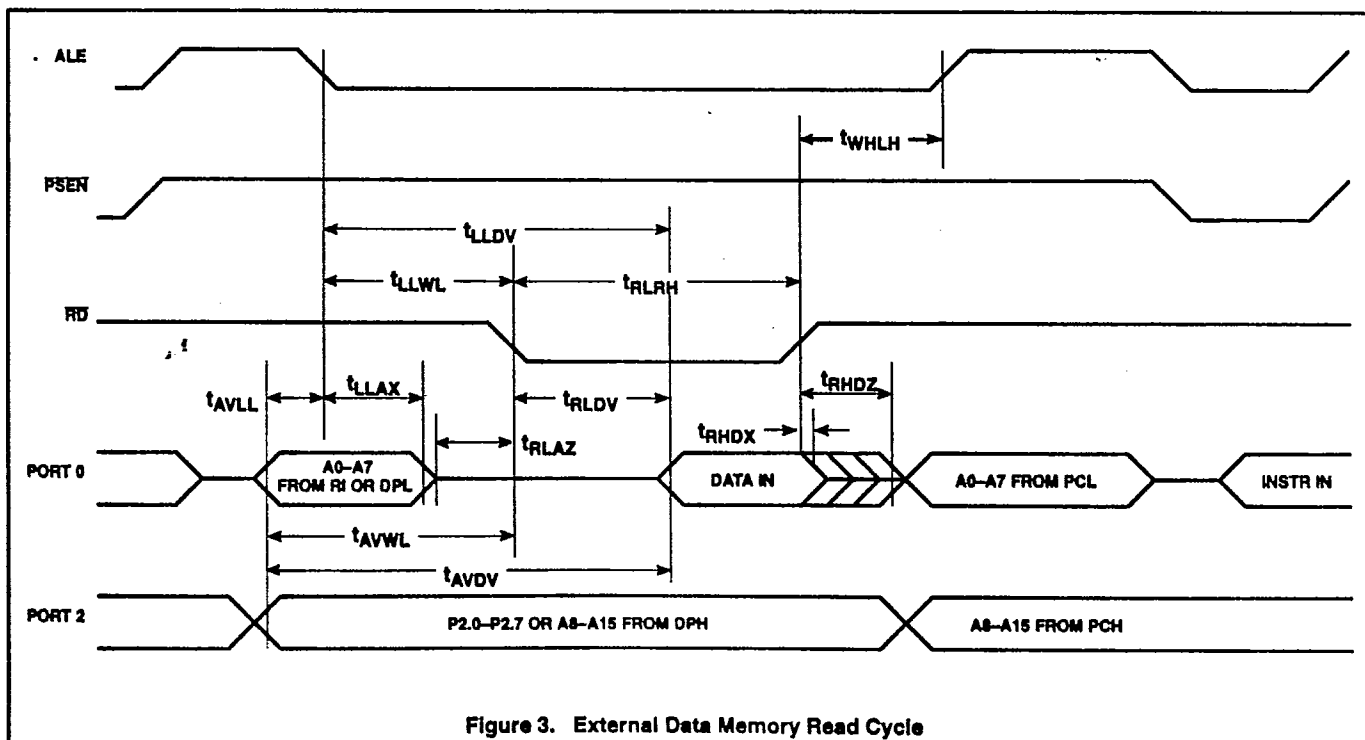 ALE
tWHLH
PSEN
tLLDV
tLLWL
tRLRH
RD
tAVLL
tLLAX
tRLDV
tRHDZ
tRHDX
tRLAZ
PORT 0
A0–A7
FROM RI OR DPL
DATA IN
A0–A7 FROM PCL
INSTR IN
tAVWL
tAVDV
PORT 2
P2.0–P2.7 OR A8–A15 FROM DPH
A8–A15 FROM PCH
Figure 3. External Data Memory Read Cycle